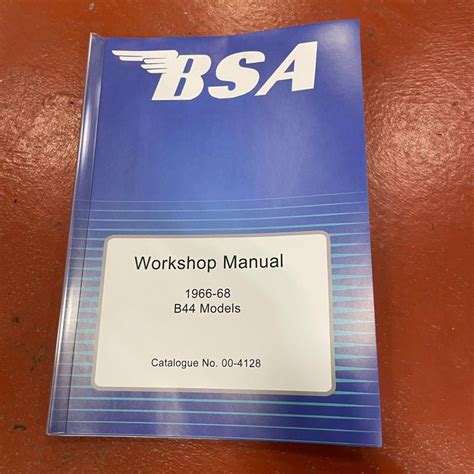 BSA
Workshop Manual
1966-68
B44 Models
Catalogue No. 00-4128